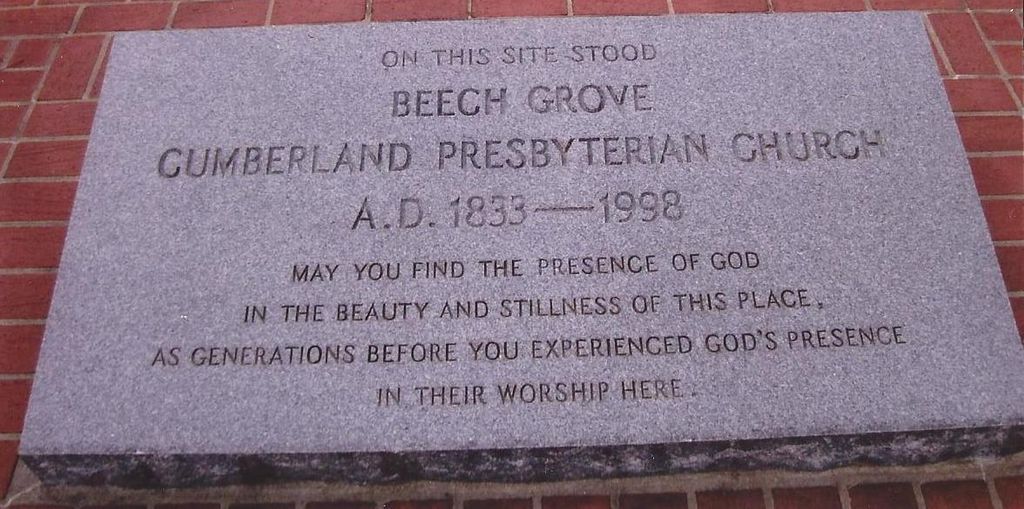 ON THIS SITE STOOD
BEECH GROVE
CUMBERLAND PRESBYTERIAN CHURCH
A.D. 1833—1998
MAY YOU FIND THE PRESENCE OF GOD
IN THE BEAUTY AND STILLNESS OF THIS PLACE,
AS GENERATIONS BEFORE YOU EXPERIENCED GOD'S PRESENCE
IN THEIR WORSHIP HERE.